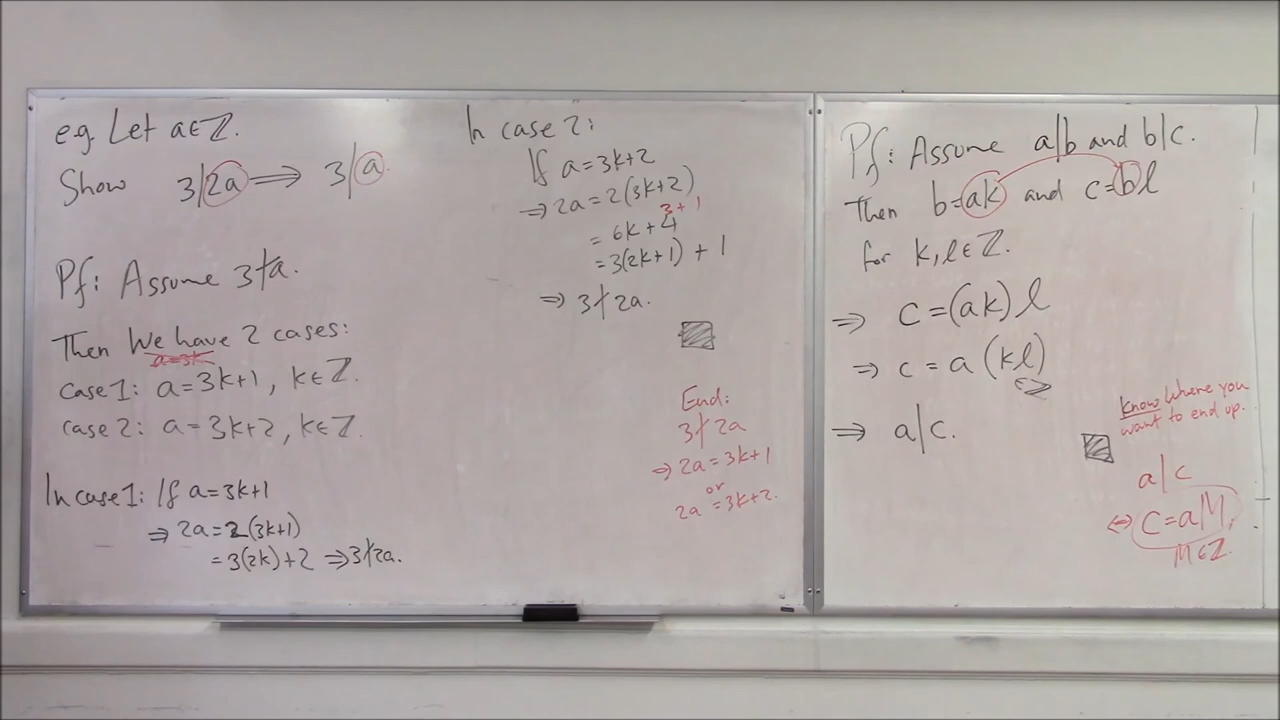 e.g. Let a∈ℤ.
Show 3|2a ⟹ 3|a.
Pf: Assume 3∤a.
Then We have 2 cases:
a=3k
case 1: a=3k+1, k∈ℤ.
case 2: a=3k+2, k∈ℤ.
In case 1: If a=3k+1
⇒ 2a=2(3k+1)
=3(2k)+2 ⇒3∤2a.
In case 2:
If a=3k+2
⇒ 2a=2(3k+2)
3+1
=6k+4
=3(2k+1)+1
⇒ 3∤2a.
End:
3∤2a
⇒ 2a=3k+1
or
2a=3k+2.
Pf: Assume a|b and b|c.
Then b=ak and c=bl
for k,l∈ℤ.
⇒ c=(ak)l
⇒ c=a(kl)
∈ℤ
⇒ a|c.
Know where you
want to end up.
a|c
⇔ c=aM,
M∈ℤ.